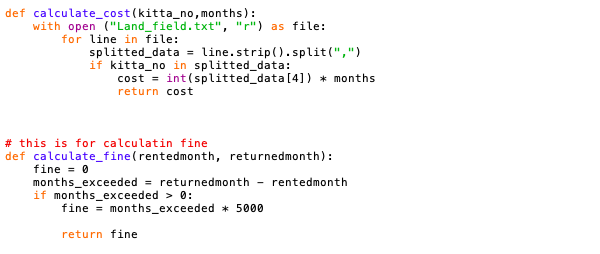 def calculate_cost(kitta_no,months):
    with open ("Land_field.txt", "r") as file:
        for line in file:
            splitted_data = line.strip().split(",")
            if kitta_no in splitted_data:
                cost = int(splitted_data[4]) * months
                return cost
# this is for calculatin fine
def calculate_fine(rentedmonth, returnedmonth):
    fine = 0
    months_exceeded = returnedmonth - rentedmonth
    if months_exceeded > 0:
        fine = months_exceeded * 5000
        return fine